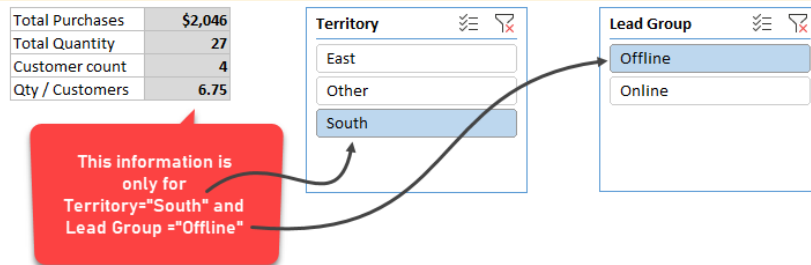 Total Purchases $2,046
Total Quantity 27
Customer count 4
Qty / Customers 6.75
This information is
only for
Territory="South" and
Lead Group ="Offline"
Territory
East
Other
South
Lead Group
Offline
Online